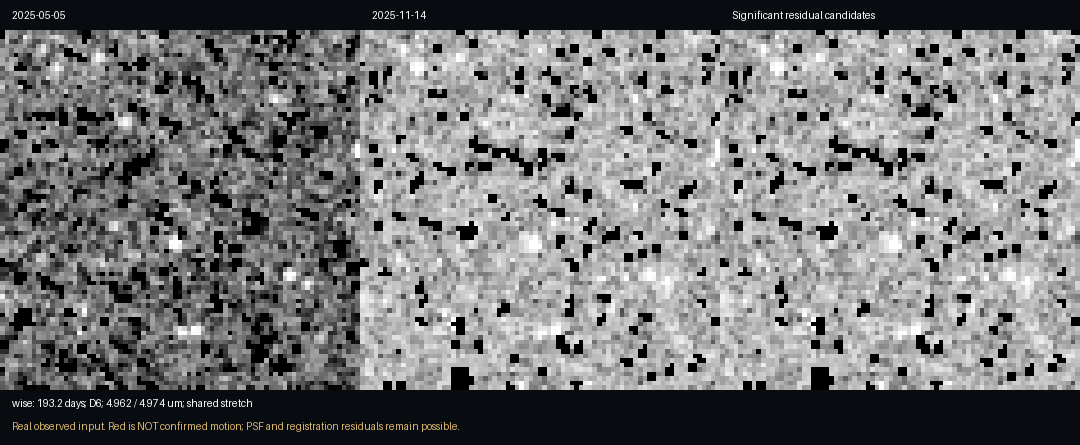 2025-05-05
2025-11-14
Significant residual candidates
wise: 193.2 days; D6; 4.962 / 4.974 um; shared stretch
Real observed input. Red is NOT confirmed motion; PSF and registration residuals remain possible.